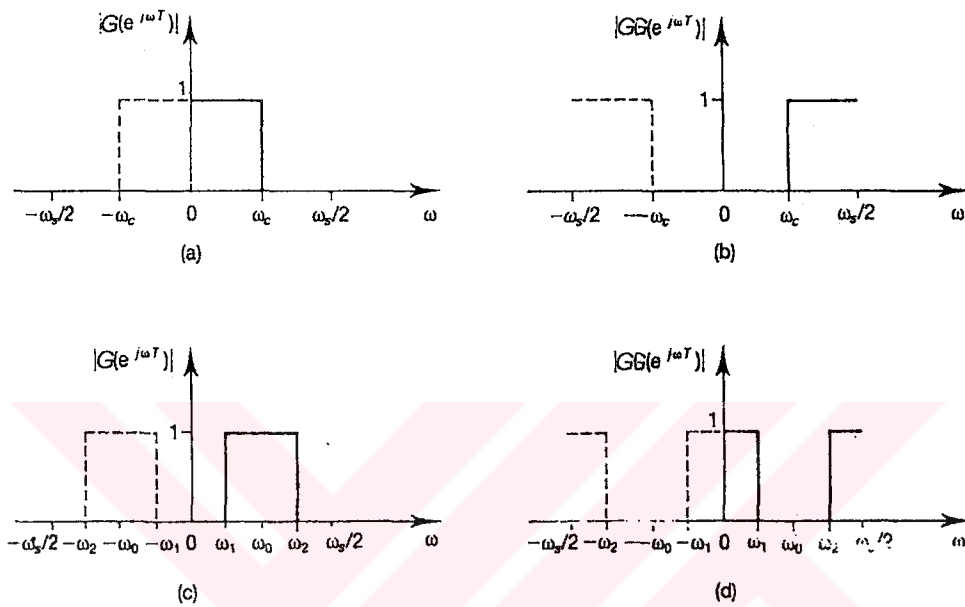 |G(e^jωT)|
1
−ωs/2 −ωc 0 ωc ωs/2 ω
(a)
|GG(e^jωT)|
1
−ωs/2 −−ωc 0 ωc ωs/2 ω
(b)
|G(e^jωT)|
1
−ωs/2 −ω2 −ω0 −ω1 0 ω1 ω0 ω2 ωs/2 ω
(c)
|GG(e^jωT)|
1
−ωs/2 −ω2 −−ω0 −ω1 0 ω1 ω0 ω2 ω
(d)